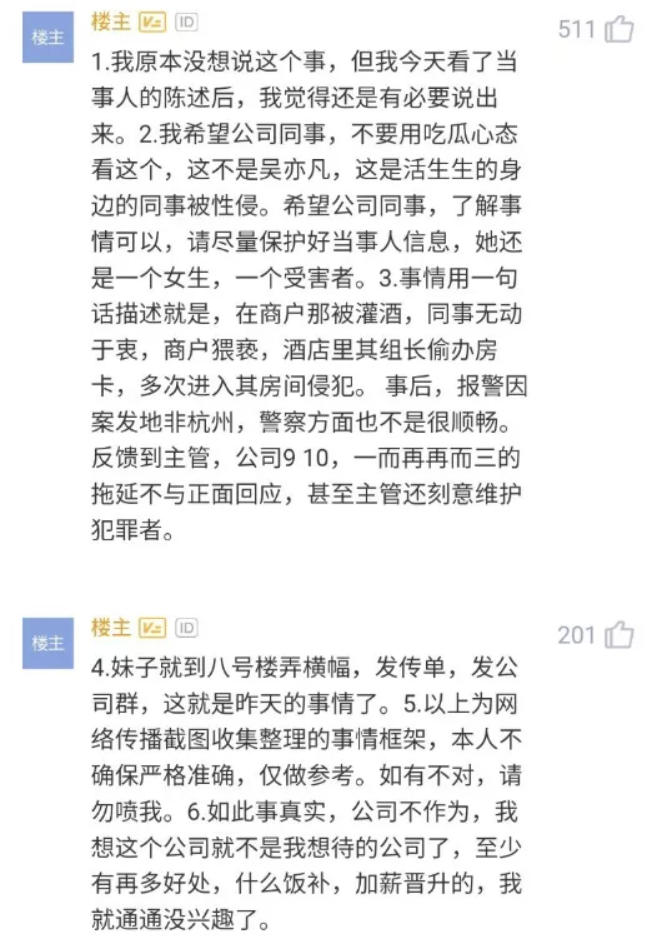 楼主
楼主 V= ID
511
1.我原本没想说这个事，但我今天看了当
事人的陈述后，我觉得还是有必要说出
来。2.我希望公司同事，不要用吃瓜心态
看这个，这不是吴亦凡，这是活生生的身
边的同事被性侵。希望公司同事，了解事
情可以，请尽量保护好当事人信息，她还
是一个女生，一个受害者。3.事情用一句
话描述就是，在商户那被灌酒，同事无动
于衷，商户猥亵，酒店里其组长偷办房
卡，多次进入其房间侵犯。 事后，报警因
案发地非杭州，警察方面也不是很顺畅。
反馈到主管，公司9 10，一而再再而三的
拖延不与正面回应，甚至主管还刻意维护
犯罪者。
楼主
楼主 V= ID
201
4.妹子就到八号楼弄横幅，发传单，发公
司群，这就是昨天的事情了。5.以上为网
络传播截图收集整理的事情框架，本人不
确保严格准确，仅做参考。如有不对，请
勿喷我。6.如此事真实，公司不作为，我
想这个公司就不是我想待的公司了，至少
有再多好处，什么饭补，加薪晋升的，我
就通通没兴趣了。